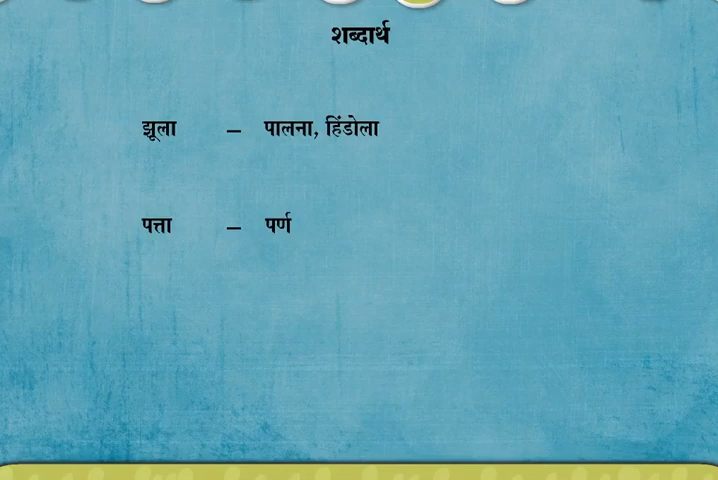 शब्दार्थ
झूला – पालना, हिंडोला
पत्ता – पर्ण